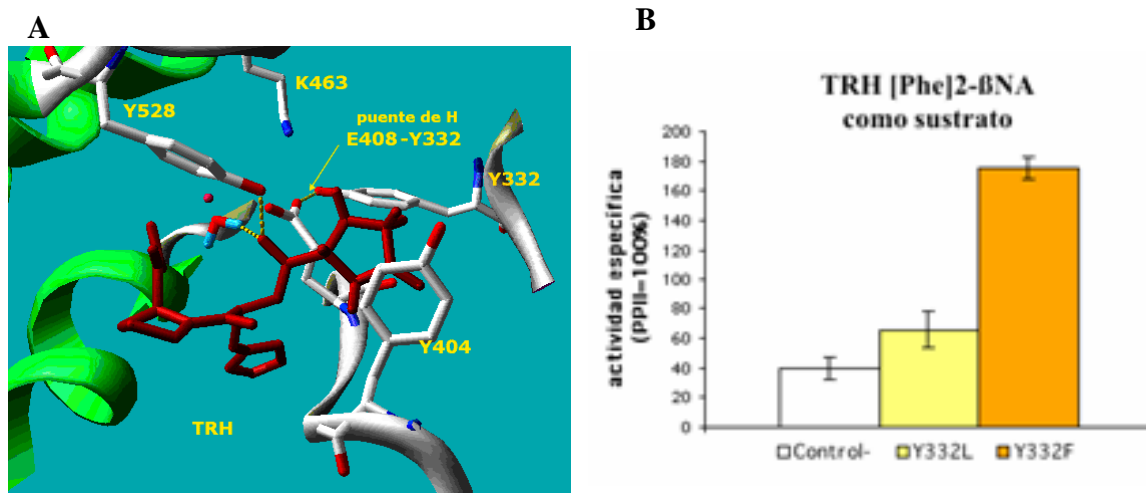 A
K463
Y528
puente de H
E408-Y332
Y332
Y404
TRH
B
TRH [Phe]2-ßNA
como sustrato
actividad específica
(PPII=100%)
200
180
160
140
120
100
80
60
40
20
0
Control- Y332L Y332F